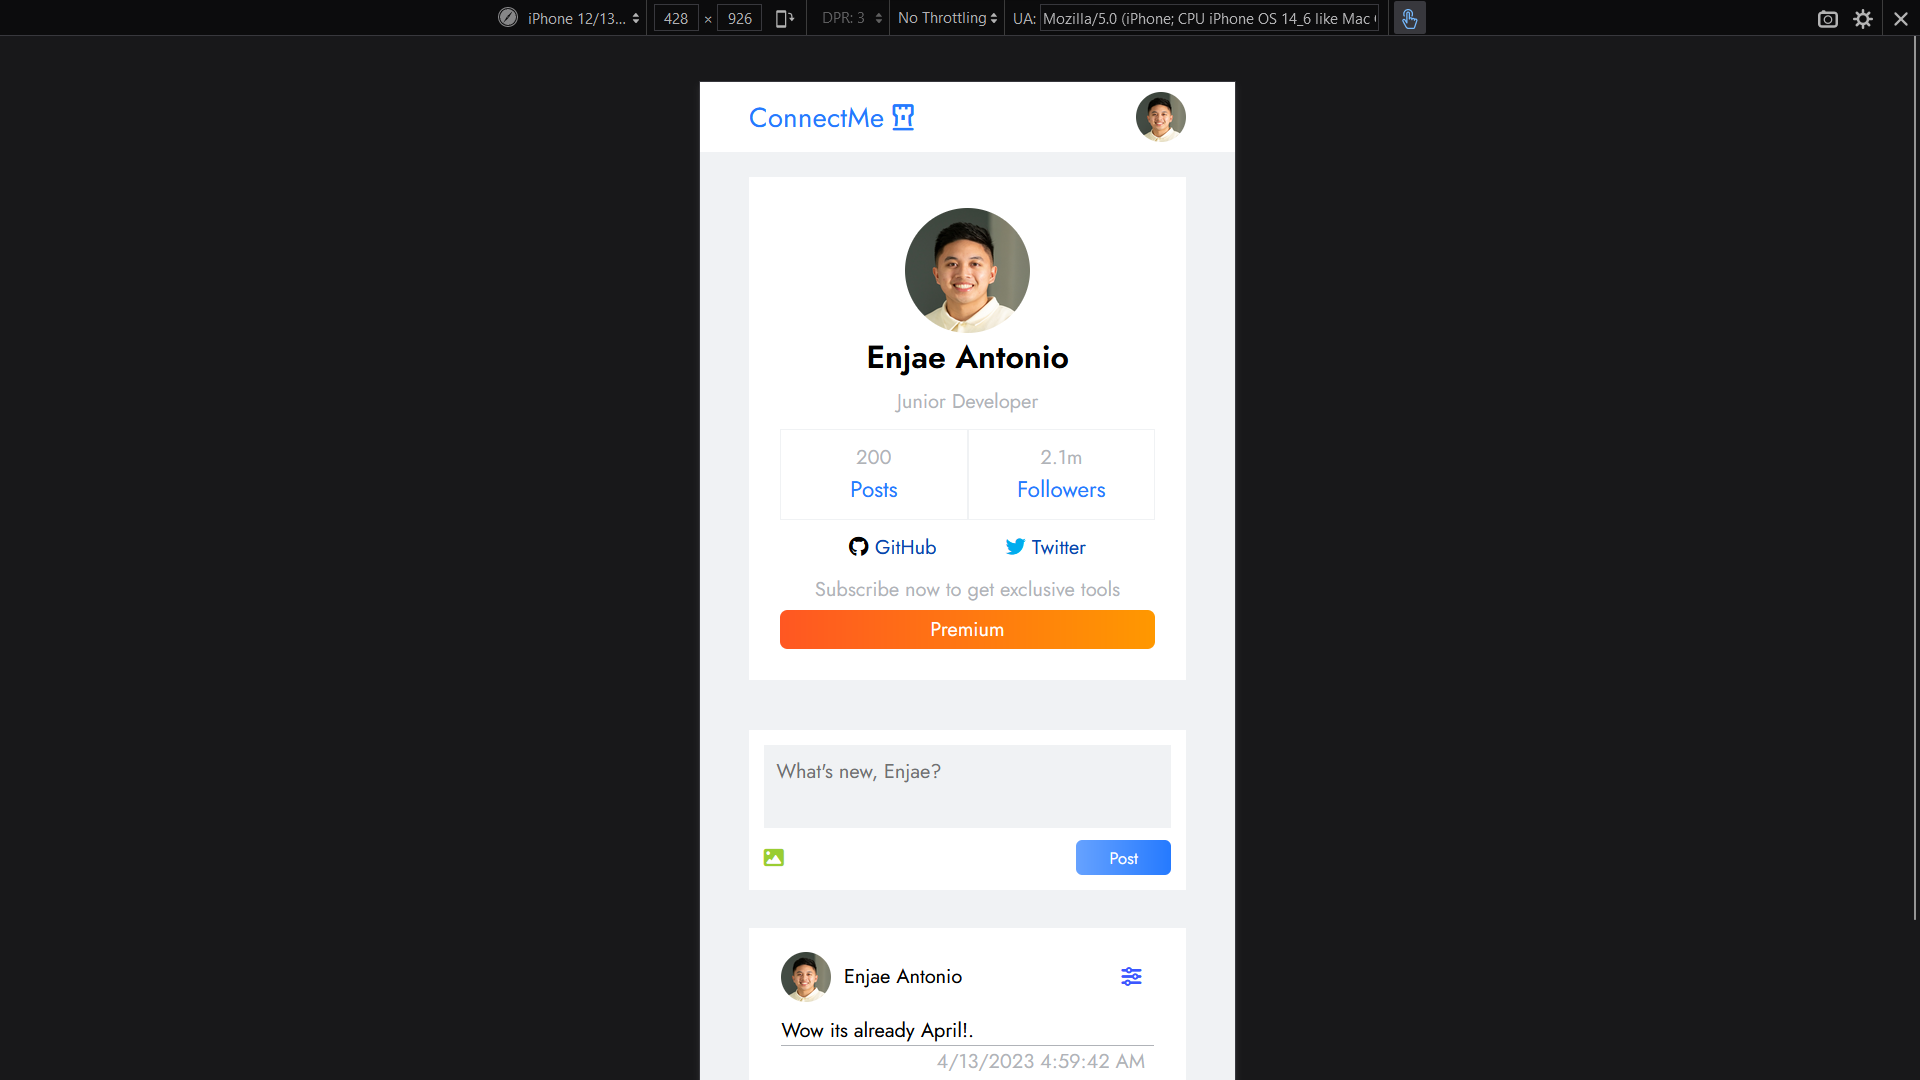 iPhone 12/13... 428 × 926 DPR: 3 No Throttling UA: Mozilla/5.0 (iPhone; CPU iPhone OS 14_6 like Mac
ConnectMe
Enjae Antonio
Junior Developer
200 2.1m
Posts Followers
GitHub Twitter
Subscribe now to get exclusive tools
Premium
What's new, Enjae?
Post
Enjae Antonio
Wow its already April!.
4/13/2023 4:59:42 AM